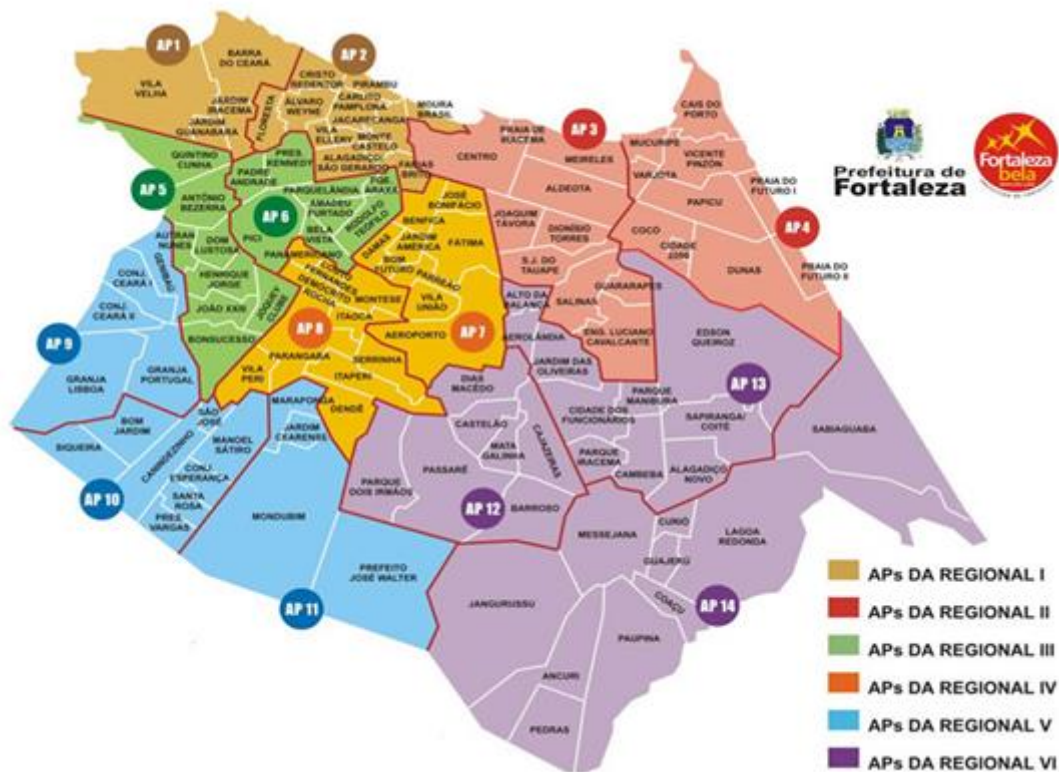 AP 1
AP 2
BARRA
DO CEARÁ
VILA
VELHA
CRISTO
REDENTOR
PIRAMBU
JARDIM
IRACEMA
FLORESTA
ÁLVARO
WEYNE
CARLITO
PAMPLONA
JACARECANGA
MOURA
BRASIL
JARDIM
GUANABARA
VILA
ELLERY
MONTE
CASTELO
ALAGADIÇO/
SÃO GERARDO
FARIAS
BRITO
AP 3
CENTRO
PRAIA DE
IRACEMA
MEIRELES
ALDEOTA
JOAQUIM
TÁVORA
DIONÍSIO
TORRES
S.J. DO
TAUAPE
SALINAS
GUARARAPES
ENG. LUCIANO
CAVALCANTE
CAIS DO
PORTO
MUCURIPE
VICENTE
PINZÓN
VARJOTA
PRAIA DO
FUTURO I
PAPICU
AP 4
COCO
CIDADE
DUNAS
PRAIA DO
FUTURO II
Prefeitura de
Fortaleza
Fortaleza
bela
AP 5
QUINTINO
CUNHA
PRES.
KENNEDY
PADRE
ANDRADE
PARQUELÂNDIA
ANTÔNIO
BEZERRA
AP 6
AMADEU
FURTADO
RODOLFO
TEÓFILO
BELA
VISTA
PICI
PANAMERICANO
AUTRAN
NUNES
DOM
LUSTOSA
HENRIQUE
JORGE
JOÃO XXIII
JOQUEY
CLUBE
BONSUCESSO
JOSÉ
BONIFÁCIO
BENFICA
DAMAS
JARDIM
AMÉRICA
FÁTIMA
BOM
FUTURO
PARREÃO
VILA
UNIÃO
COUTO
FERNANDES
DEMÓCRITO
ROCHA
MONTESE
ITAOCA
AP 8
AEROPORTO
AP 7
PARANGABA
SERRINHA
VILA
PERI
ITAPERI
DENDÊ
GENIBAÚ
CONJ.
CEARÁ I
CONJ.
CEARÁ II
AP 9
GRANJA
LISBOA
GRANJA
PORTUGAL
BOM
JARDIM
SIQUEIRA
CANINDEZINHO
SÃO
JOSÉ
MANOEL
SÁTIRO
CONJ.
ESPERANÇA
SANTA
ROSA
PRES.
VARGAS
AP 10
MARAPONGA
JARDIM
CEARENSE
MONDUBIM
PREFEITO
JOSÉ WALTER
AP 11
ALTO DA
BALANÇA
AEROLÂNDIA
JARDIM DAS
OLIVEIRAS
EDSON
QUEIROZ
AP 13
PARQUE
MANIBURA
CIDADE DOS
FUNCIONÁRIOS
SAPIRANGA/
COITÉ
SABIAGUABA
PARQUE
IRACEMA
CAMBEBA
ALAGADIÇO
NOVO
DIAS
MACÊDO
CASTELÃO
MATA
GALINHA
CAJAZEIRAS
PASSARÉ
PARQUE
DOIS IRMÃOS
AP 12
BARROSO
MESSEJANA
CURIÓ
LAGOA
REDONDA
GUAJERÚ
AP 14
COAÇU
JANGURUSSU
PAUPINA
ANCURI
PEDRAS
APs DA REGIONAL I
APs DA REGIONAL II
APs DA REGIONAL III
APs DA REGIONAL IV
APs DA REGIONAL V
APs DA REGIONAL VI